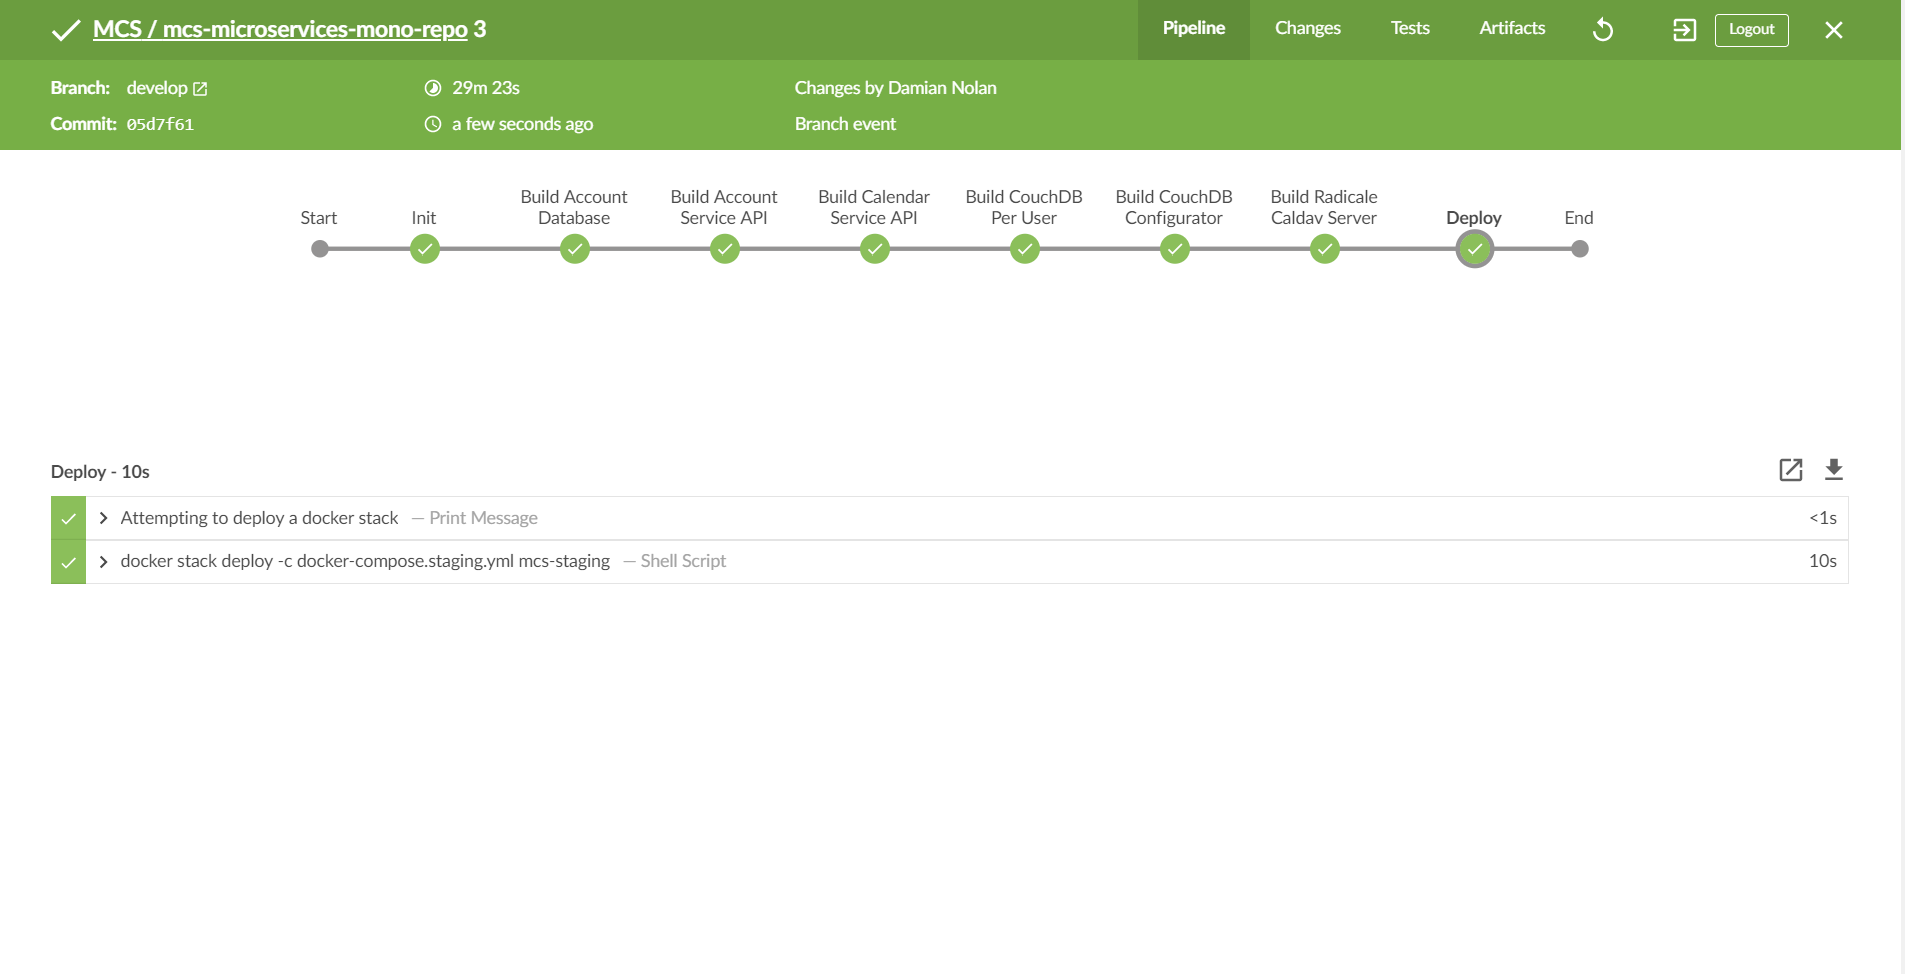 MCS / mcs-microservices-mono-repo 3
Pipeline
Changes
Tests
Artifacts
Logout
Branch: develop
29m 23s
Changes by Damian Nolan
Commit: 05d7f61
a few seconds ago
Branch event
Start
Init
Build Account
Database
Build Account
Service API
Build Calendar
Service API
Build CouchDB
Per User
Build CouchDB
Configurator
Build Radicale
Caldav Server
Deploy
End
Deploy - 10s
Attempting to deploy a docker stack — Print Message <1s
docker stack deploy -c docker-compose.staging.yml mcs-staging — Shell Script 10s